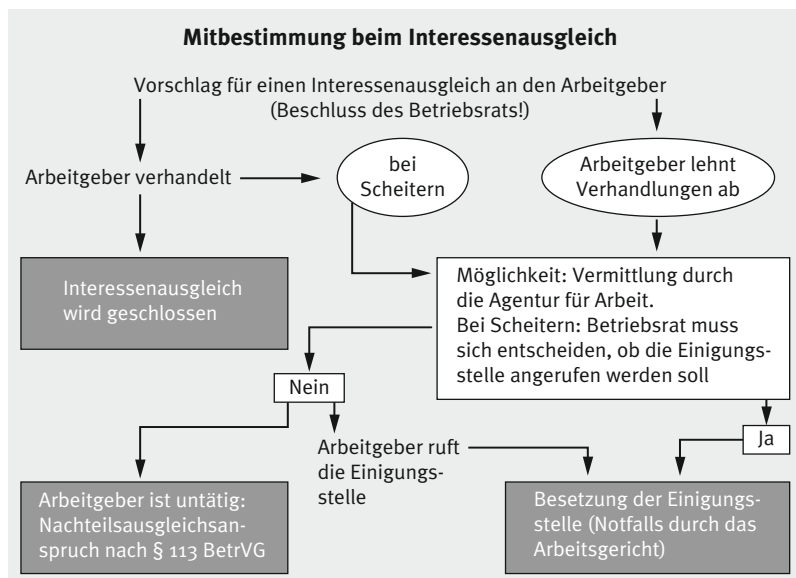 Mitbestimmung beim Interessenausgleich
Vorschlag für einen Interessenausgleich an den Arbeitgeber
(Beschluss des Betriebsrats!)
Arbeitgeber verhandelt
bei
Scheitern
Arbeitgeber lehnt
Verhandlungen ab
Interessenausgleich
wird geschlossen
Möglichkeit: Vermittlung durch
die Agentur für Arbeit.
Bei Scheitern: Betriebsrat muss
sich entscheiden, ob die Einigungs-
stelle angerufen werden soll
Nein
Ja
Arbeitgeber ruft
die Einigungs-
stelle
Arbeitgeber ist untätig:
Nachteilsausgleichsan-
spruch nach § 113 BetrVG
Besetzung der Einigungs-
stelle (Notfalls durch das
Arbeitsgericht)